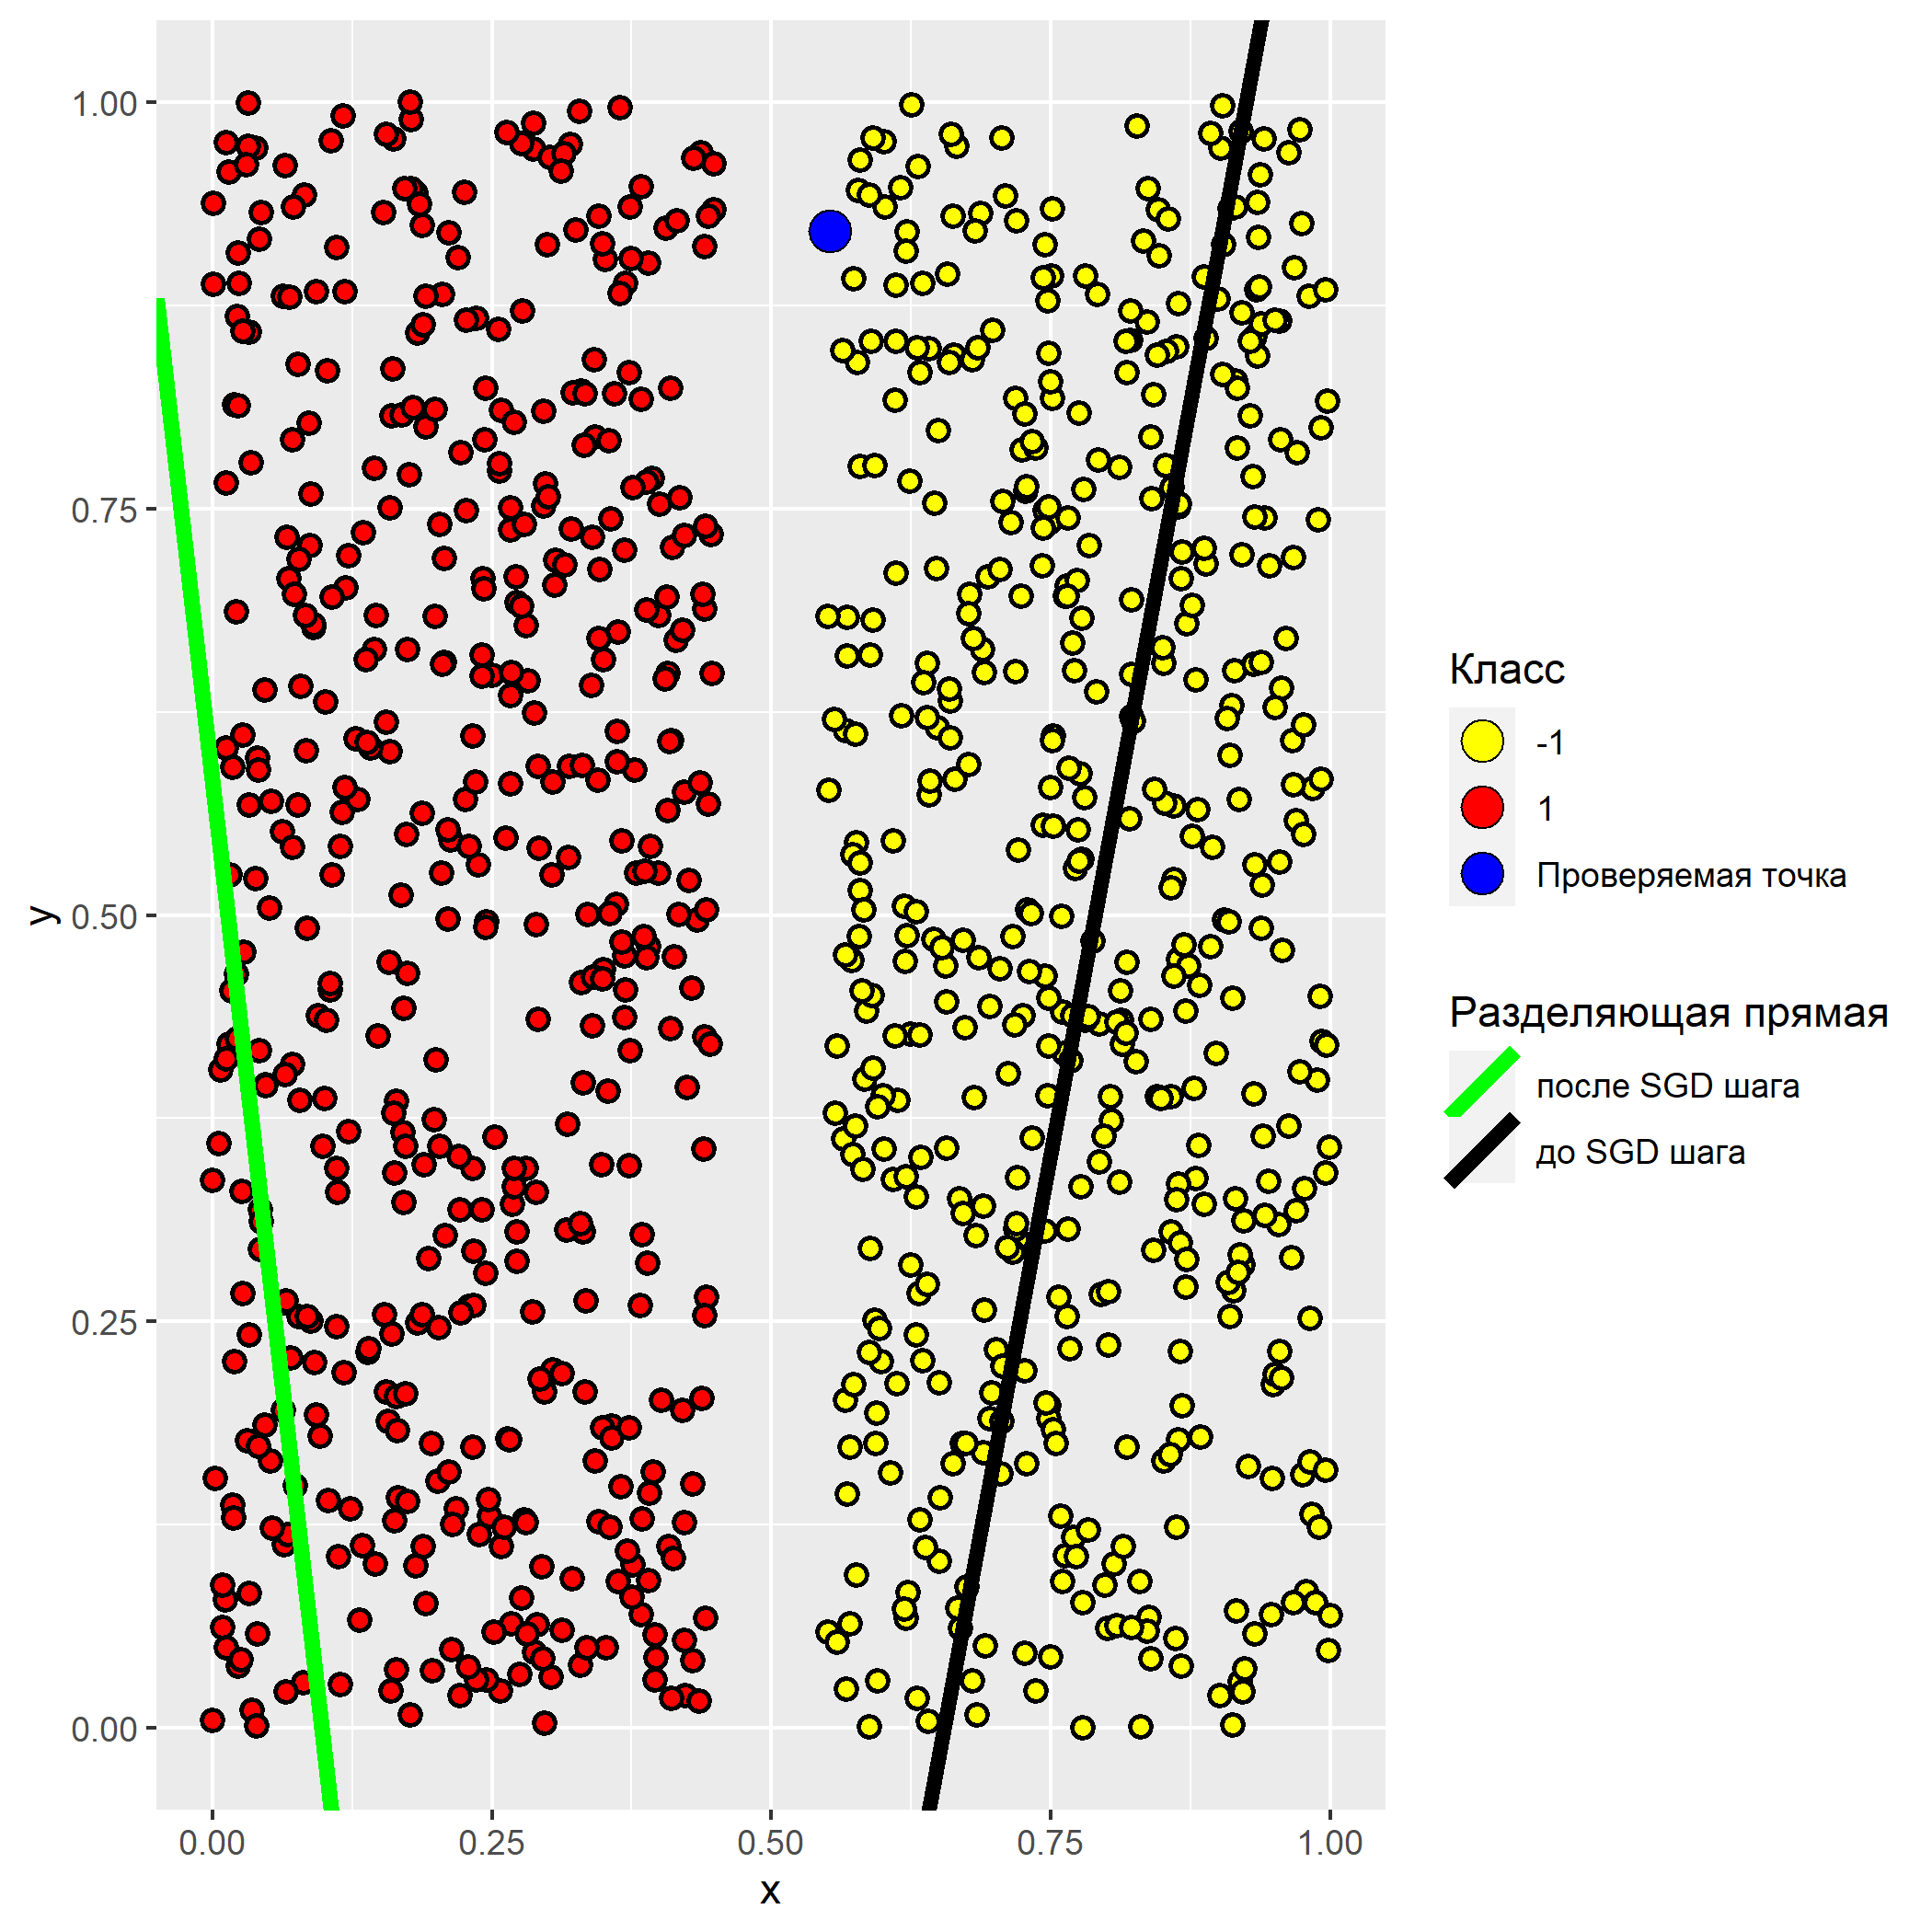 1.00
0.75
0.50
0.25
0.00
y
0.00 0.25 0.50 0.75 1.00
x
Класс
-1
1
Проверяемая точка
Разделяющая прямая
после SGD шага
до SGD шага